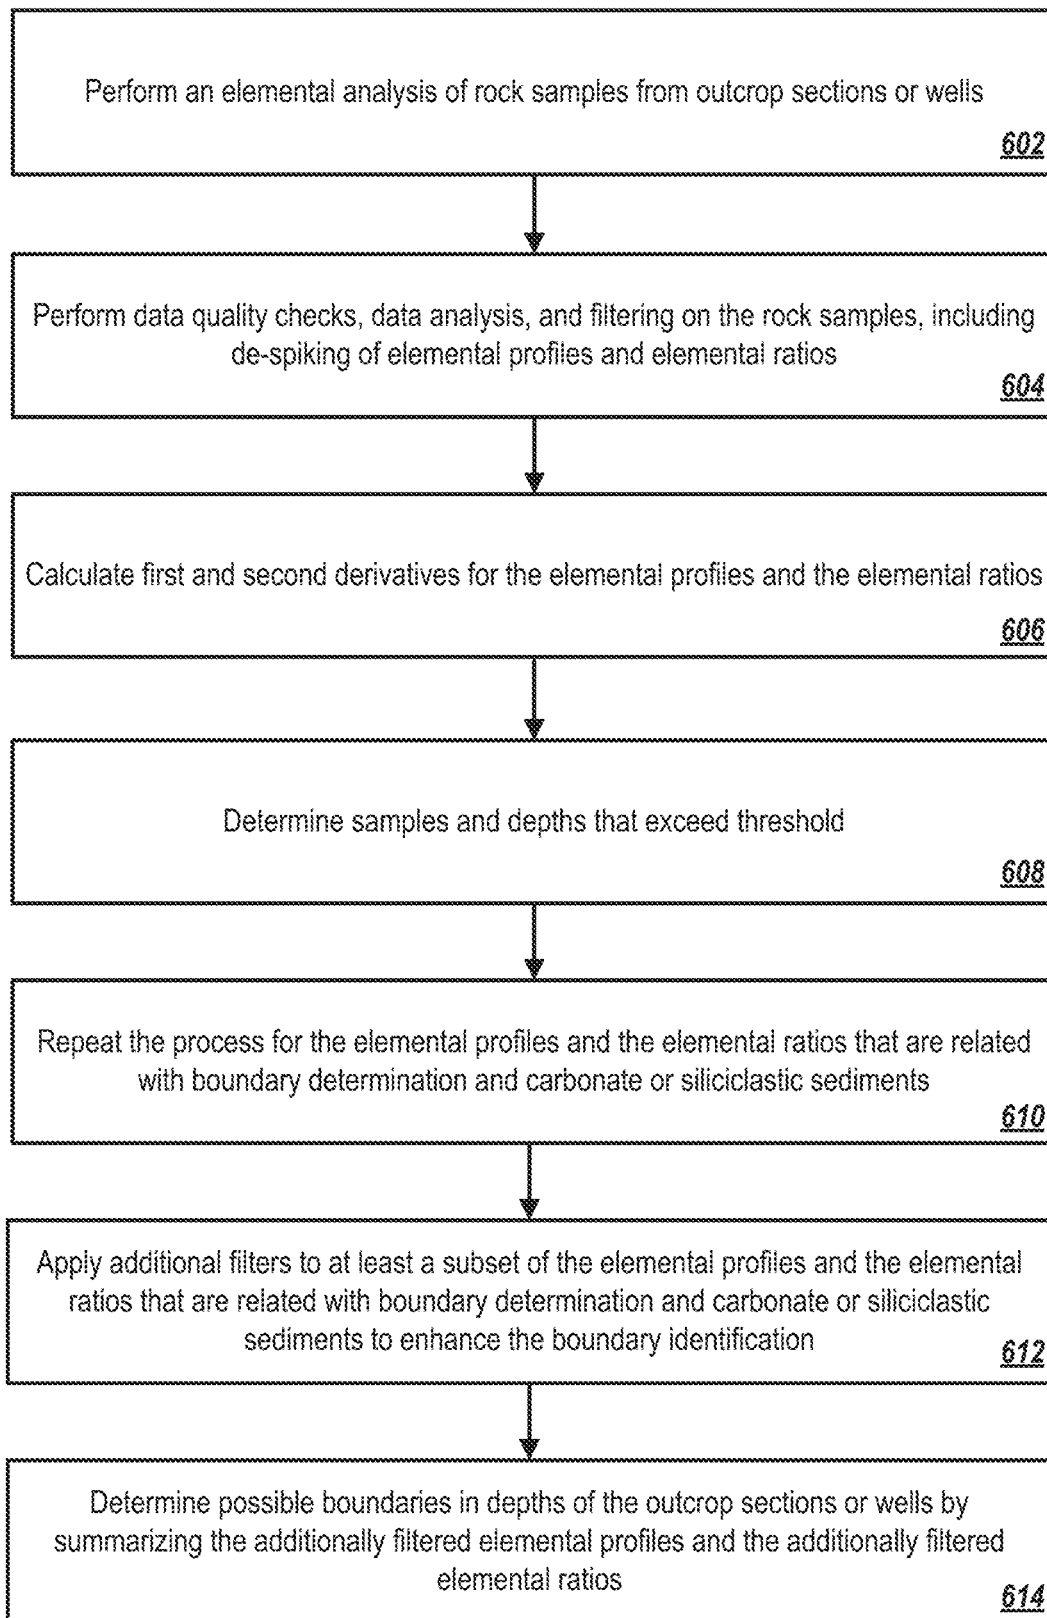 Perform an elemental analysis of rock samples from outcrop sections or wells
602
Perform data quality checks, data analysis, and filtering on the rock samples, including
de-spiking of elemental profiles and elemental ratios
604
Calculate first and second derivatives for the elemental profiles and the elemental ratios
606
Determine samples and depths that exceed threshold
608
Repeat the process for the elemental profiles and the elemental ratios that are related
with boundary determination and carbonate or siliciclastic sediments
610
Apply additional filters to at least a subset of the elemental profiles and the elemental
ratios that are related with boundary determination and carbonate or siliciclastic
sediments to enhance the boundary identification
612
Determine possible boundaries in depths of the outcrop sections or wells by
summarizing the additionally filtered elemental profiles and the additionally filtered
elemental ratios
614